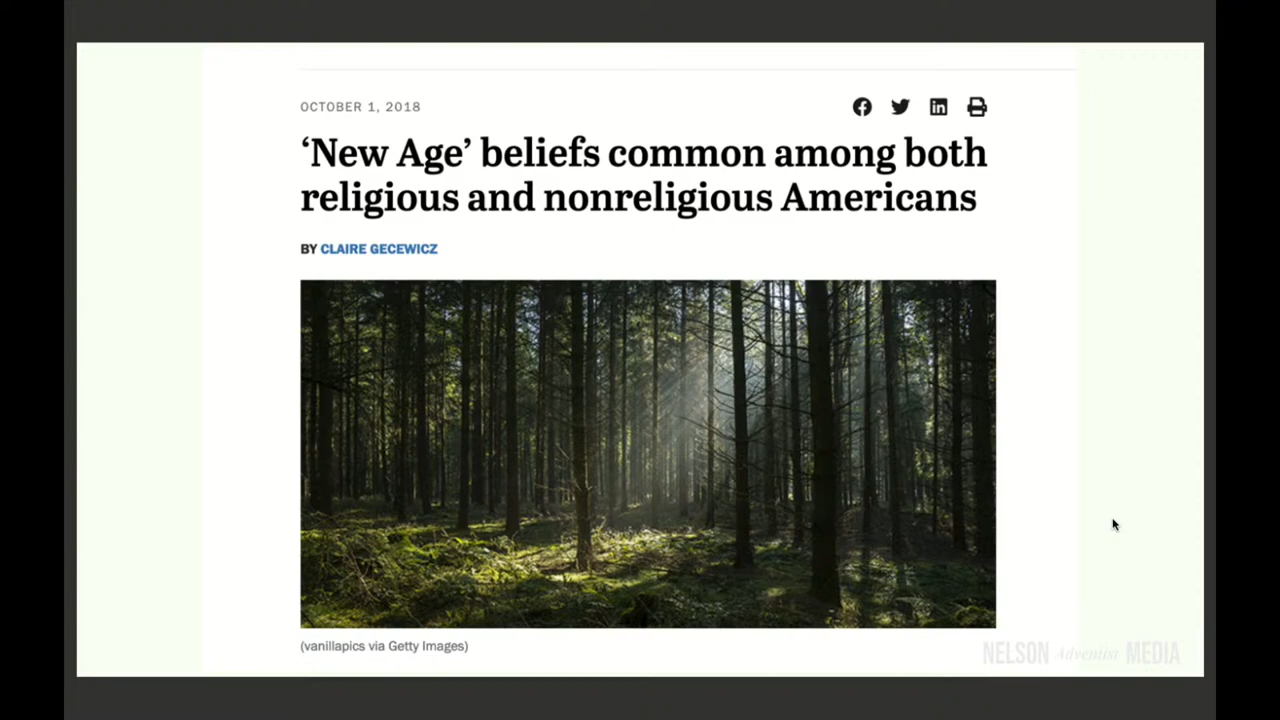 OCTOBER 1, 2018
‘New Age’ beliefs common among both
religious and nonreligious Americans
BY CLAIRE GECEWICZ
(vanillapics via Getty Images)
NELSON Adventist MEDIA